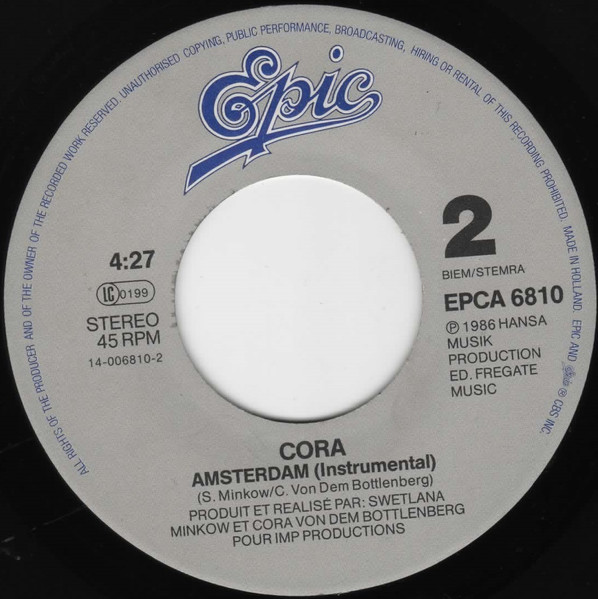 ALL RIGHTS OF THE PRODUCER AND OF THE OWNER OF THE RECORDED WORK RESERVED. UNAUTHORISED COPYING, PUBLIC PERFORMANCE, BROADCASTING, HIRING OR RENTAL OF THIS RECORDING PROHIBITED. MADE IN HOLLAND. EPIC AND Epic ® CBS INC.
Epic
2
BIEM/STEMRA
EPCA 6810
Ⓟ 1986 HANSA
MUSIK
PRODUCTION
ED. FREGATE
MUSIC
4:27
LC 0199
STEREO
45 RPM
14-006810-2
CORA
AMSTERDAM (Instrumental)
(S. Minkow/C. Von Dem Bottlenberg)
PRODUIT ET REALISÉ PAR: SWETLANA
MINKOW ET CORA VON DEM BOTTLENBERG
POUR IMP PRODUCTIONS